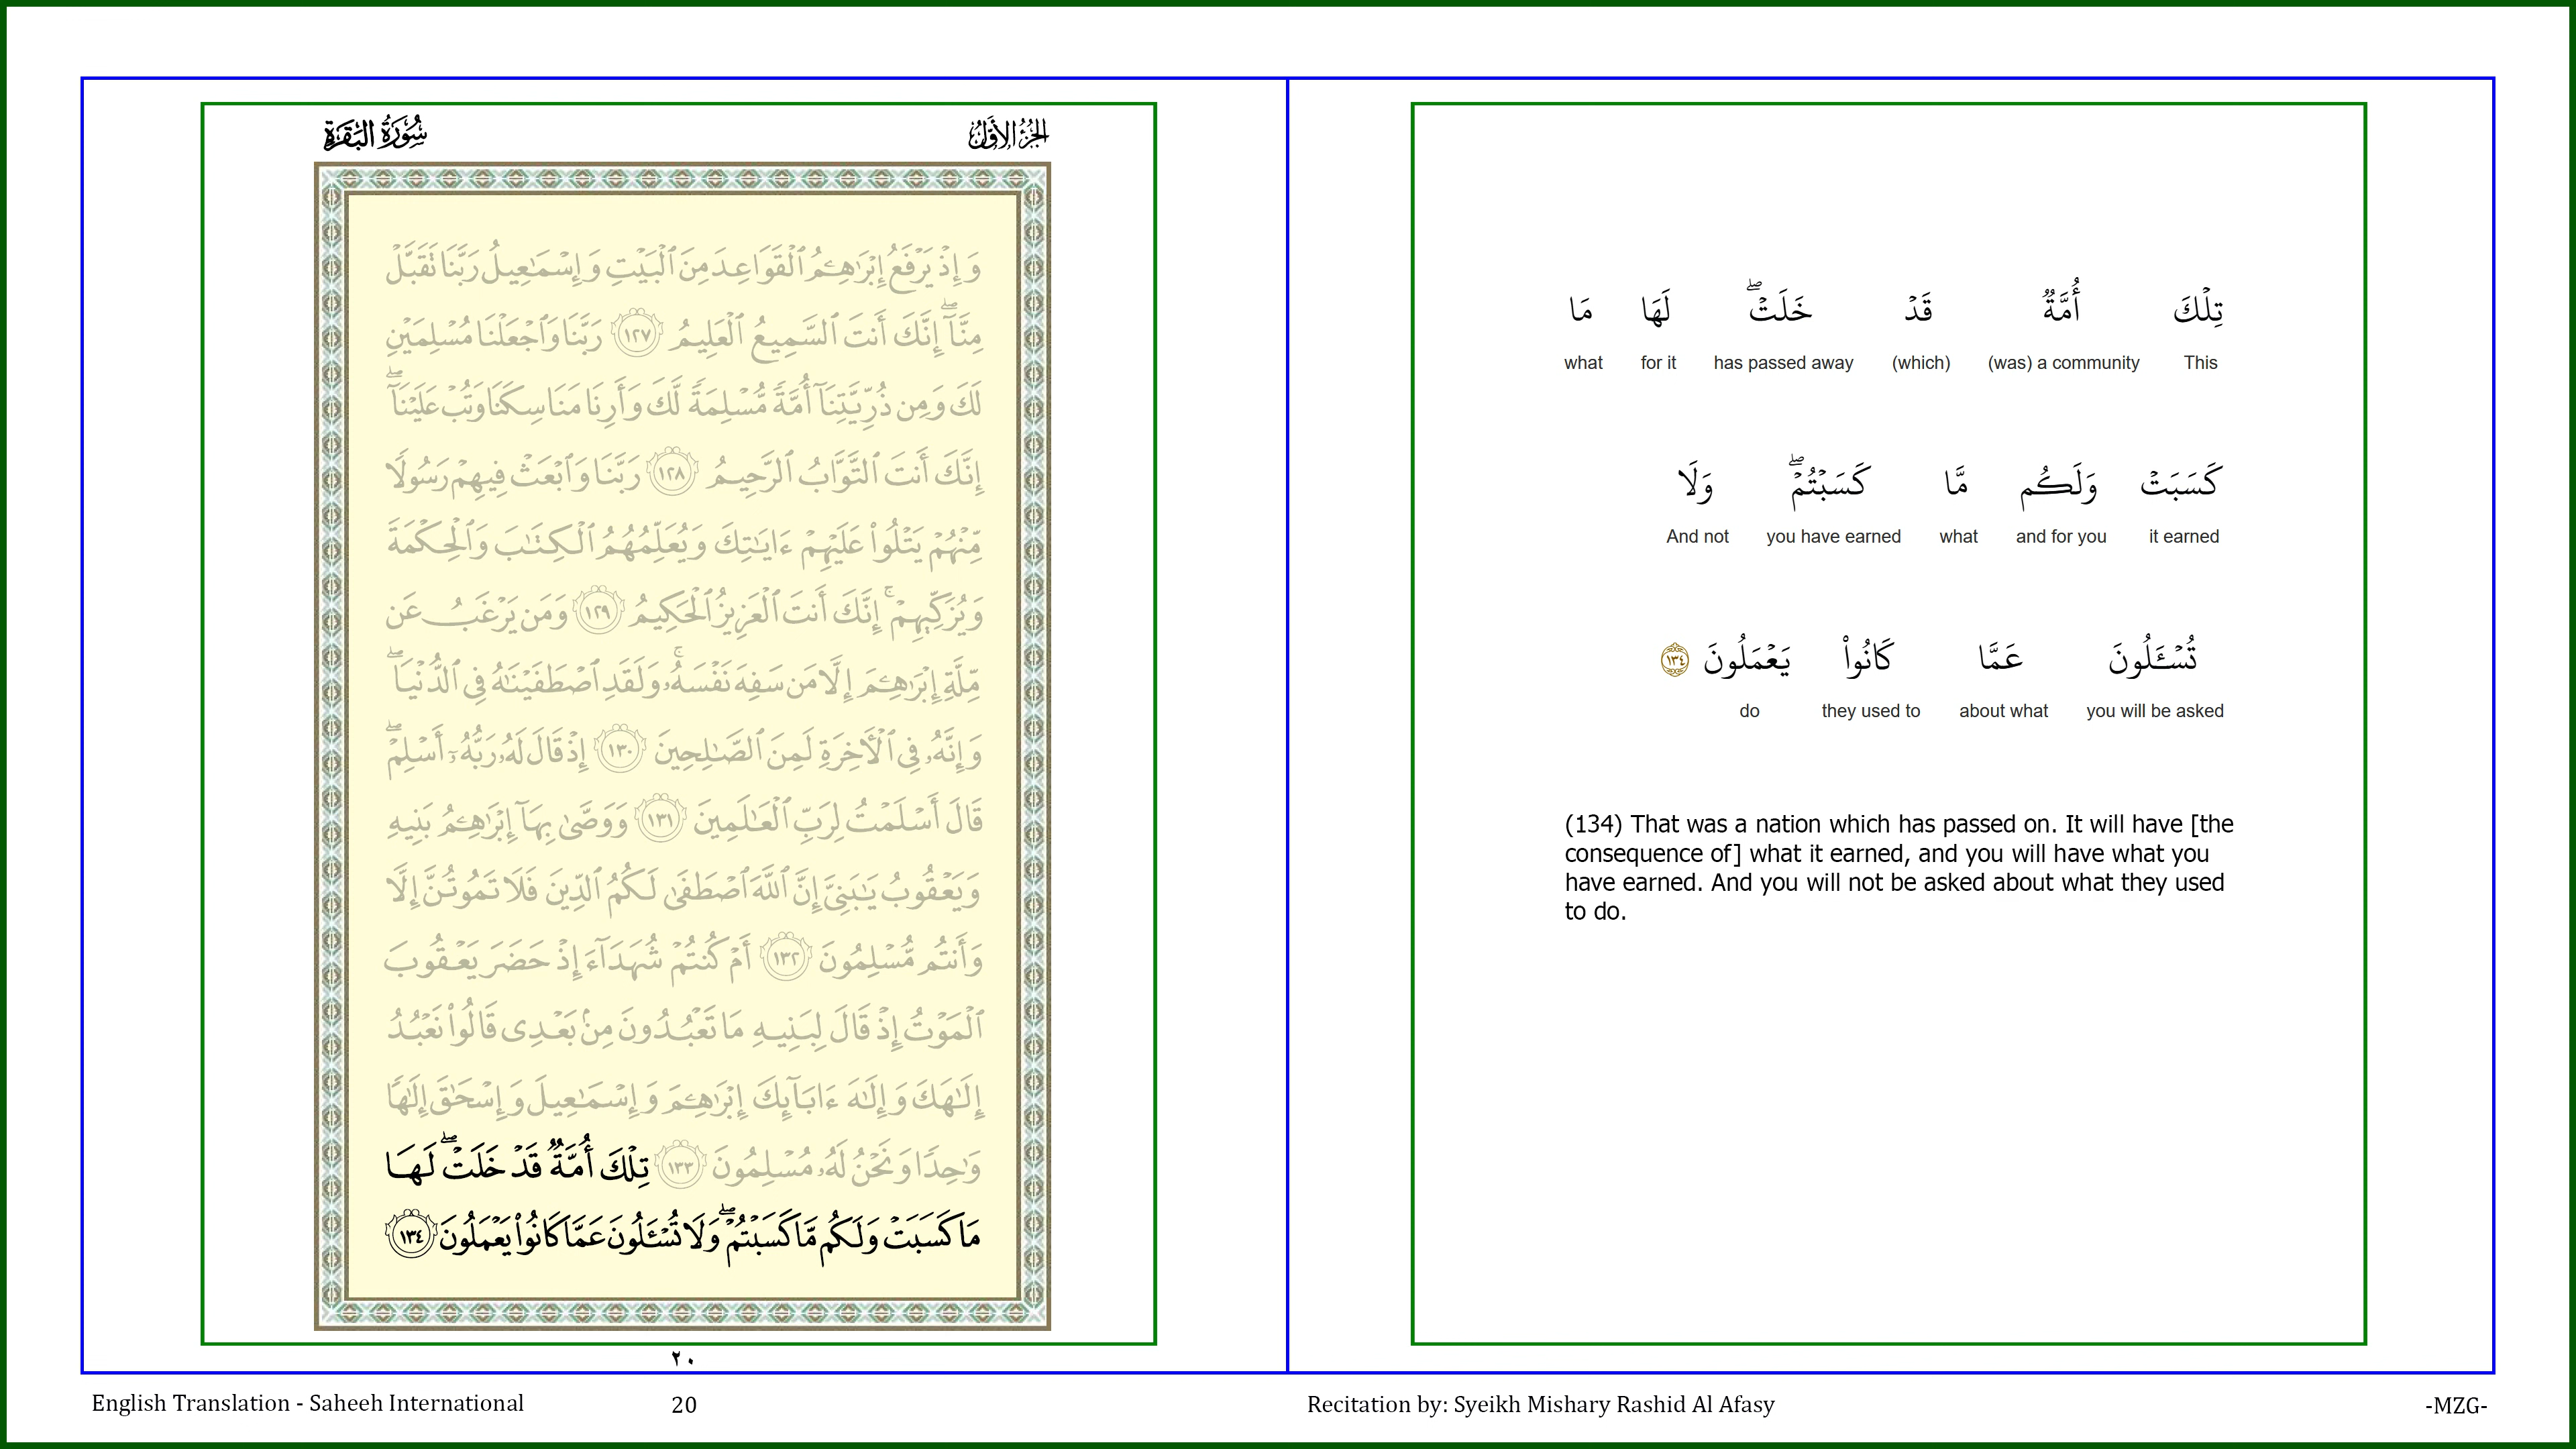 الجزء الأول
سورة البقرة
وَإِذْ يَرْفَعُ إِبْرَٰهِـۧمُ ٱلْقَوَاعِدَ مِنَ ٱلْبَيْتِ وَإِسْمَـٰعِيلُ رَبَّنَا تَقَبَّلْ
مِنَّآ ۖ إِنَّكَ أَنتَ ٱلسَّمِيعُ ٱلْعَلِيمُ ١٢٧ رَبَّنَا وَٱجْعَلْنَا مُسْلِمَيْنِ
لَكَ وَمِن ذُرِّيَّتِنَآ أُمَّةً مُّسْلِمَةً لَّكَ وَأَرِنَا مَنَاسِكَنَا وَتُبْ عَلَيْنَآ ۖ
إِنَّكَ أَنتَ ٱلتَّوَّابُ ٱلرَّحِيمُ ١٢٨ رَبَّنَا وَٱبْعَثْ فِيهِمْ رَسُولًا
مِّنْهُمْ يَتْلُوا۟ عَلَيْهِمْ ءَايَـٰتِكَ وَيُعَلِّمُهُمُ ٱلْكِتَـٰبَ وَٱلْحِكْمَةَ
وَيُزَكِّيهِمْ ۚ إِنَّكَ أَنتَ ٱلْعَزِيزُ ٱلْحَكِيمُ ١٢٩ وَمَن يَرْغَبُ عَن
مِّلَّةِ إِبْرَٰهِـۧمَ إِلَّا مَن سَفِهَ نَفْسَهُۥ ۚ وَلَقَدِ ٱصْطَفَيْنَـٰهُ فِى ٱلدُّنْيَا ۖ
وَإِنَّهُۥ فِى ٱلْـَٔاخِرَةِ لَمِنَ ٱلصَّـٰلِحِينَ ١٣٠ إِذْ قَالَ لَهُۥ رَبُّهُۥٓ أَسْلِمْ ۖ
قَالَ أَسْلَمْتُ لِرَبِّ ٱلْعَـٰلَمِينَ ١٣١ وَوَصَّىٰ بِهَآ إِبْرَٰهِـۧمُ بَنِيهِ
وَيَعْقُوبُ يَـٰبَنِىَّ إِنَّ ٱللَّهَ ٱصْطَفَىٰ لَكُمُ ٱلدِّينَ فَلَا تَمُوتُنَّ إِلَّا
وَأَنتُم مُّسْلِمُونَ ١٣٢ أَمْ كُنتُمْ شُهَدَآءَ إِذْ حَضَرَ يَعْقُوبَ
ٱلْمَوْتُ إِذْ قَالَ لِبَنِيهِ مَا تَعْبُدُونَ مِنۢ بَعْدِى قَالُوا۟ نَعْبُدُ
إِلَـٰهَكَ وَإِلَـٰهَ ءَابَآئِكَ إِبْرَٰهِـۧمَ وَإِسْمَـٰعِيلَ وَإِسْحَـٰقَ إِلَـٰهًا
وَٰحِدًا وَنَحْنُ لَهُۥ مُسْلِمُونَ ١٣٣ تِلْكَ أُمَّةٌ قَدْ خَلَتْ ۖ لَهَا
مَا كَسَبَتْ وَلَكُم مَّا كَسَبْتُمْ ۖ وَلَا تُسْـَٔلُونَ عَمَّا كَانُوا۟ يَعْمَلُونَ ١٣٤
٢٠
تِلْكَ أُمَّةٌ قَدْ خَلَتْ ۖ لَهَا مَا
what for it has passed away (which) (was) a community This
كَسَبَتْ وَلَكُم مَّا كَسَبْتُمْ ۖ وَلَا
And not you have earned what and for you it earned
تُسْـَٔلُونَ عَمَّا كَانُوا۟ يَعْمَلُونَ ١٣٤
do they used to about what you will be asked
(134) That was a nation which has passed on. It will have [the
consequence of] what it earned, and you will have what you
have earned. And you will not be asked about what they used
to do.
English Translation - Saheeh International
20
Recitation by: Syeikh Mishary Rashid Al Afasy
-MZG-